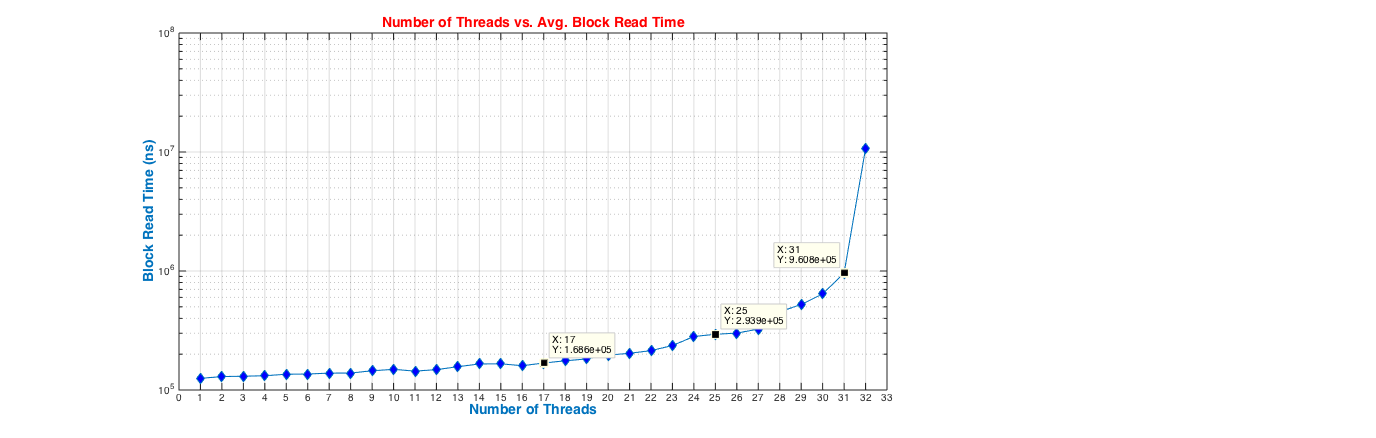 Number of Threads vs. Avg. Block Read Time
10^8
10^7
10^6
10^5
Block Read Time (ns)
X: 31
Y: 9.608e+05
X: 25
Y: 2.939e+05
X: 17
Y: 1.686e+05
0 1 2 3 4 5 6 7 8 9 10 11 12 13 14 15 16 17 18 19 20 21 22 23 24 25 26 27 28 29 30 31 32 33
Number of Threads